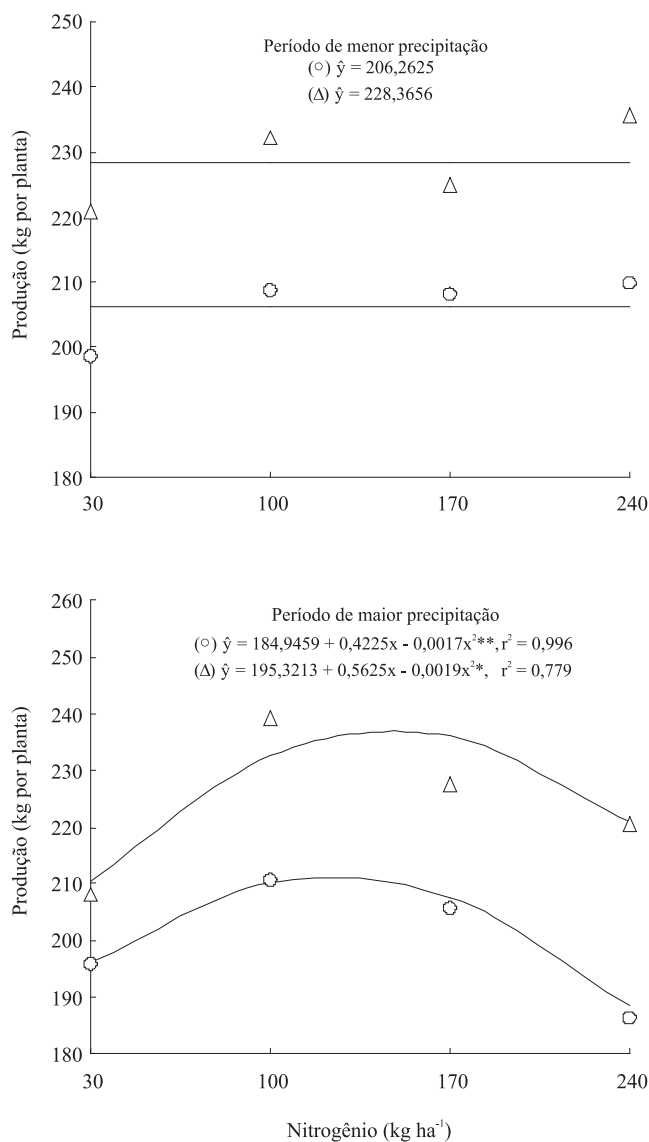 250
240
230
220
210
200
190
180
Produção (kg por planta)
Período de menor precipitação
(○) ŷ = 206,2625
(Δ) ŷ = 228,3656
30 100 170 240
260
250
240
230
220
210
200
190
180
Produção (kg por planta)
Período de maior precipitação
(○) ŷ = 184,9459 + 0,4225x - 0,0017x²**, r² = 0,996
(Δ) ŷ = 195,3213 + 0,5625x - 0,0019x²*, r² = 0,779
30 100 170 240
Nitrogênio (kg ha⁻¹)